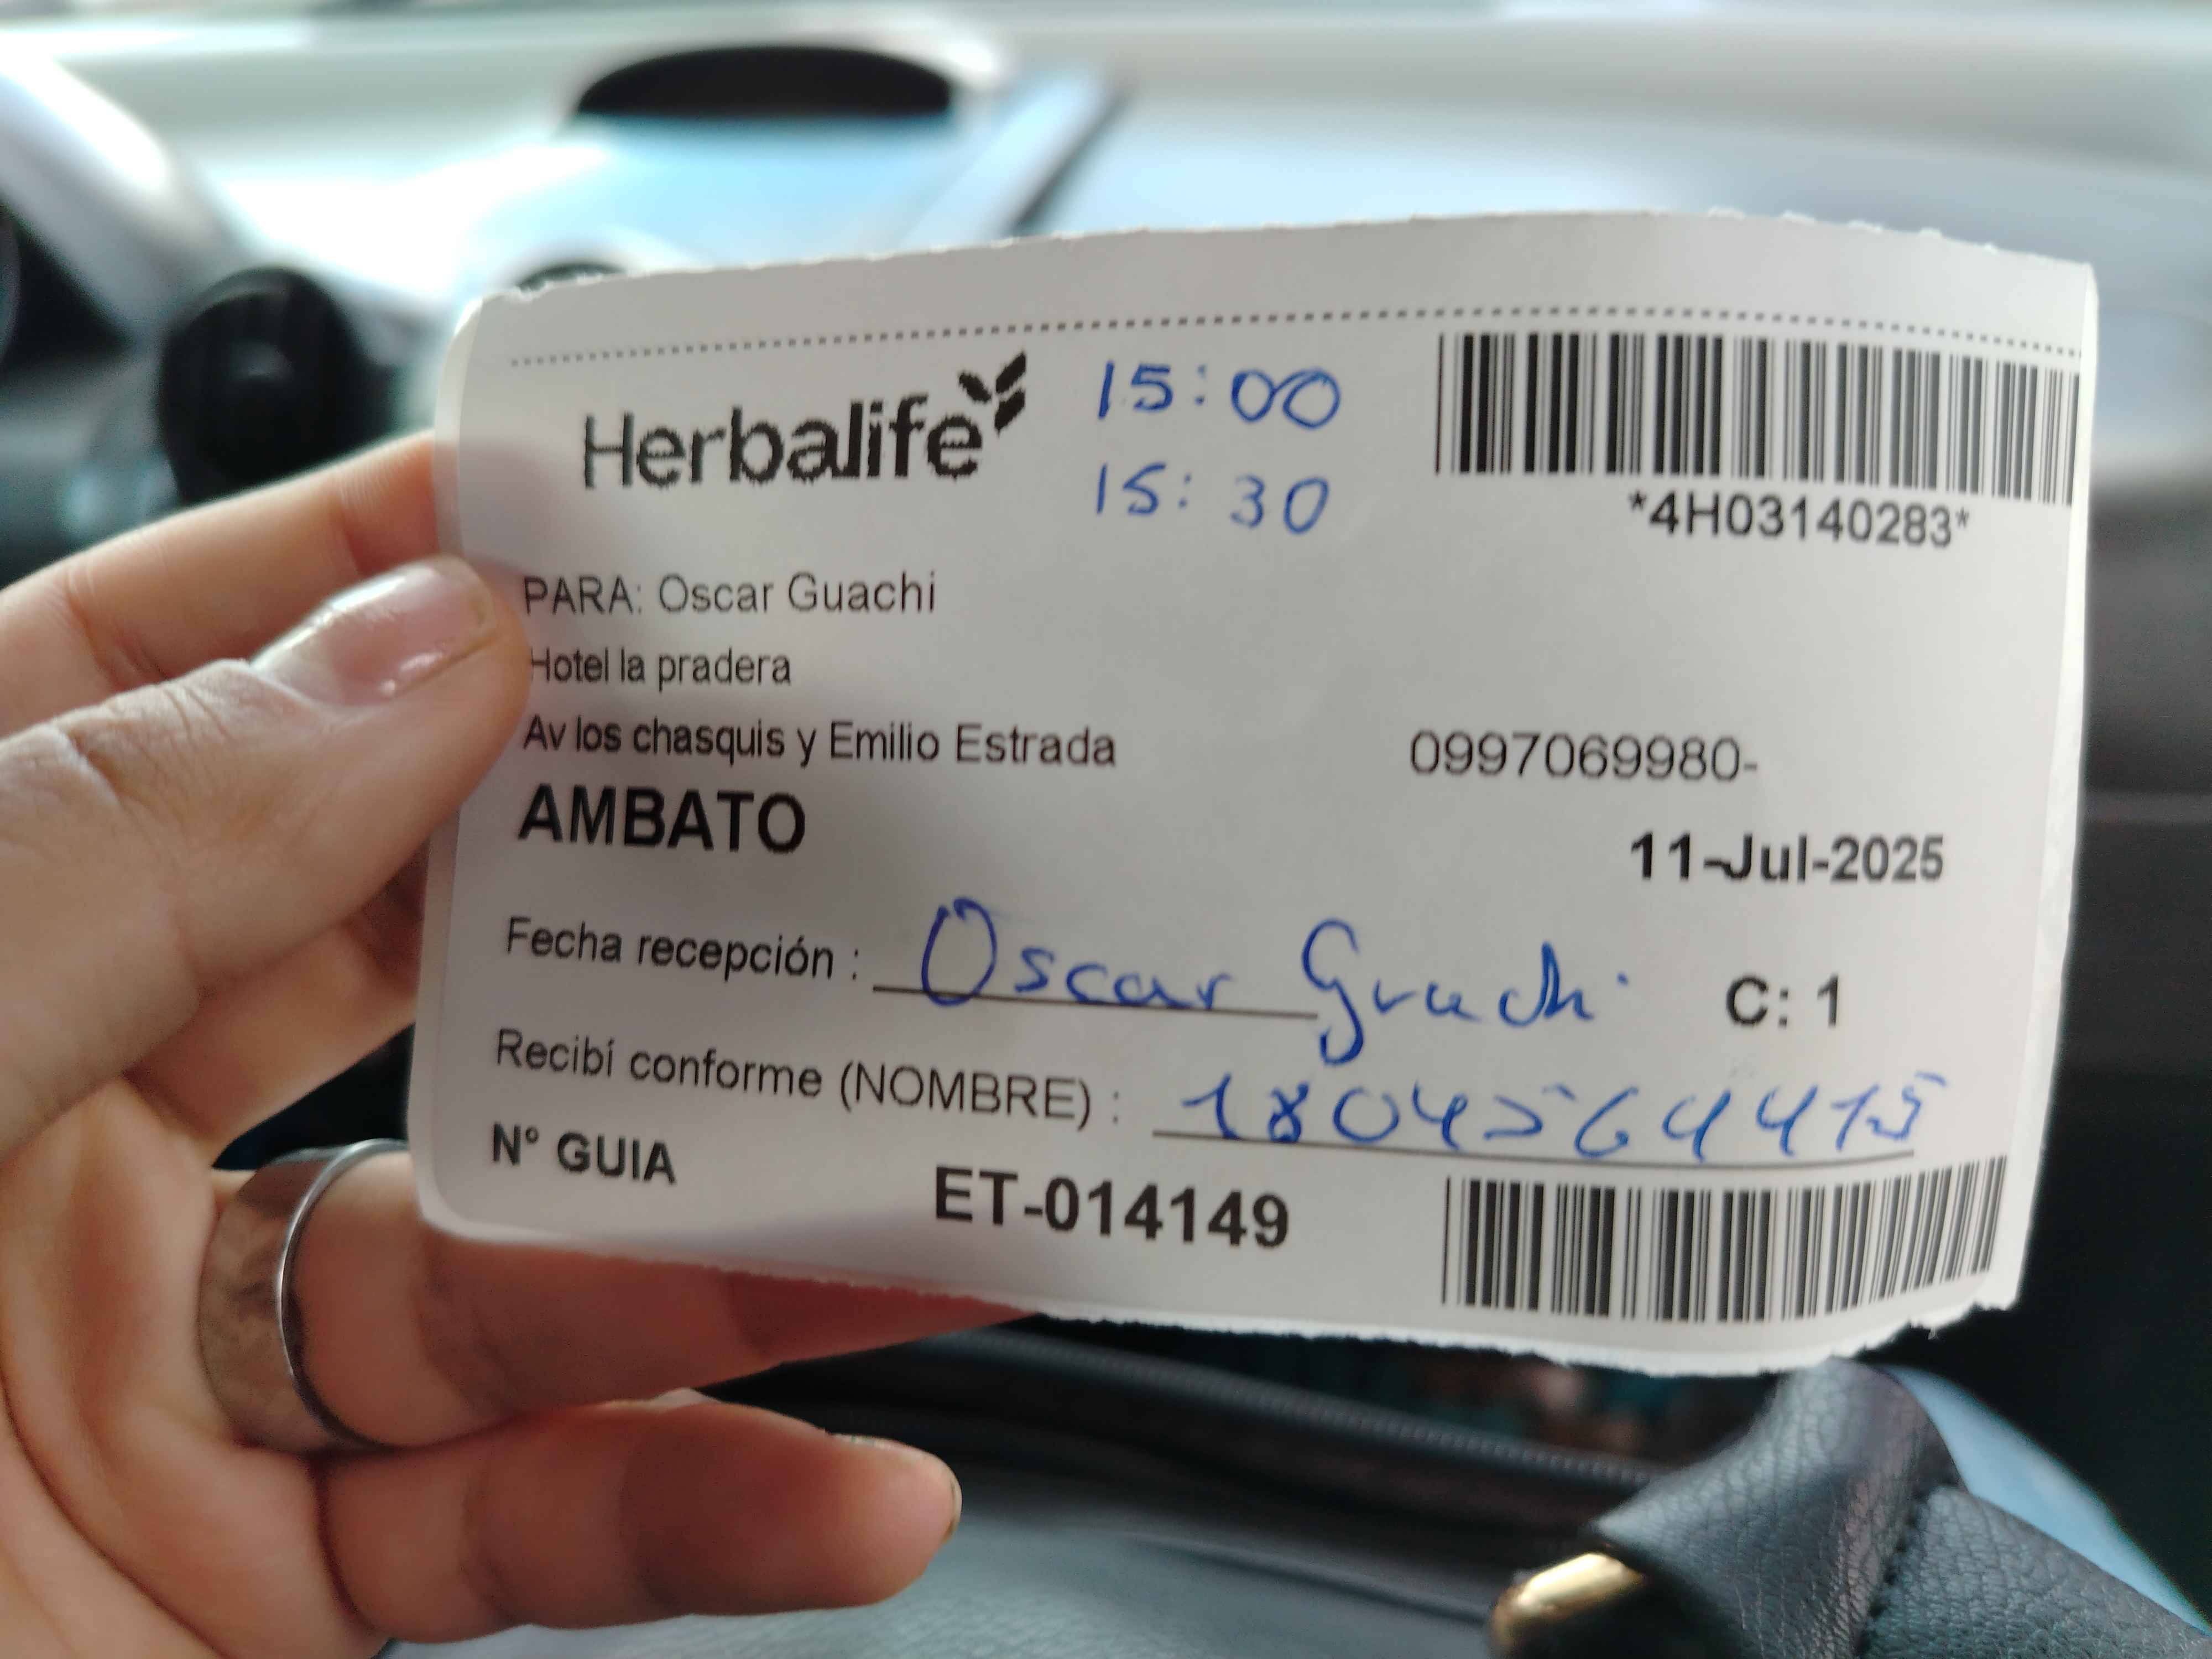 Herbalife
15:00
15:30
*4H03140283*
PARA: Oscar Guachi
Hotel la pradera
Av los chasquis y Emilio Estrada
0997069980-
AMBATO
11-Jul-2025
Fecha recepción : Oscar Guachi
C: 1
Recibí conforme (NOMBRE) : 1804564415
N° GUIA
ET-014149